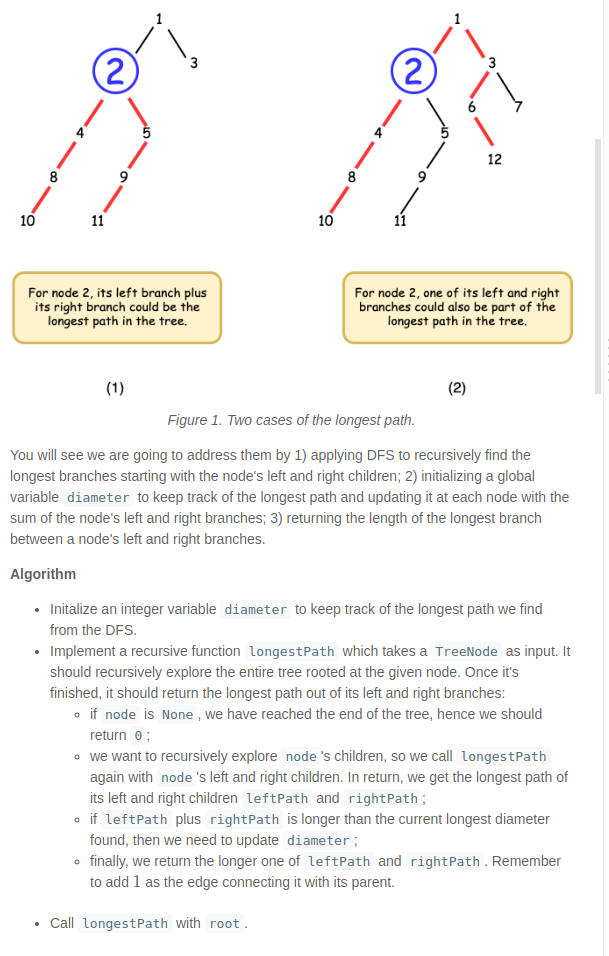 1
1
2
3
2
3
6
7
4
5
4
5
12
8
9
8
9
10
11
10
11
For node 2, its left branch plus
its right branch could be the
longest path in the tree.
For node 2, one of its left and right
branches could also be part of the
longest path in the tree.
(1)
(2)
Figure 1. Two cases of the longest path.
You will see we are going to address them by 1) applying DFS to recursively find the
longest branches starting with the node's left and right children; 2) initializing a global
variable diameter to keep track of the longest path and updating it at each node with the
sum of the node's left and right branches; 3) returning the length of the longest branch
between a node's left and right branches.
Algorithm
• Initalize an integer variable diameter to keep track of the longest path we find
from the DFS.
• Implement a recursive function longestPath which takes a TreeNode as input. It
should recursively explore the entire tree rooted at the given node. Once it's
finished, it should return the longest path out of its left and right branches:
◦ if node is None , we have reached the end of the tree, hence we should
return 0 ;
◦ we want to recursively explore node 's children, so we call longestPath
again with node 's left and right children. In return, we get the longest path of
its left and right children leftPath and rightPath ;
◦ if leftPath plus rightPath is longer than the current longest diameter
found, then we need to update diameter ;
◦ finally, we return the longer one of leftPath and rightPath . Remember
to add 1 as the edge connecting it with its parent.
• Call longestPath with root .